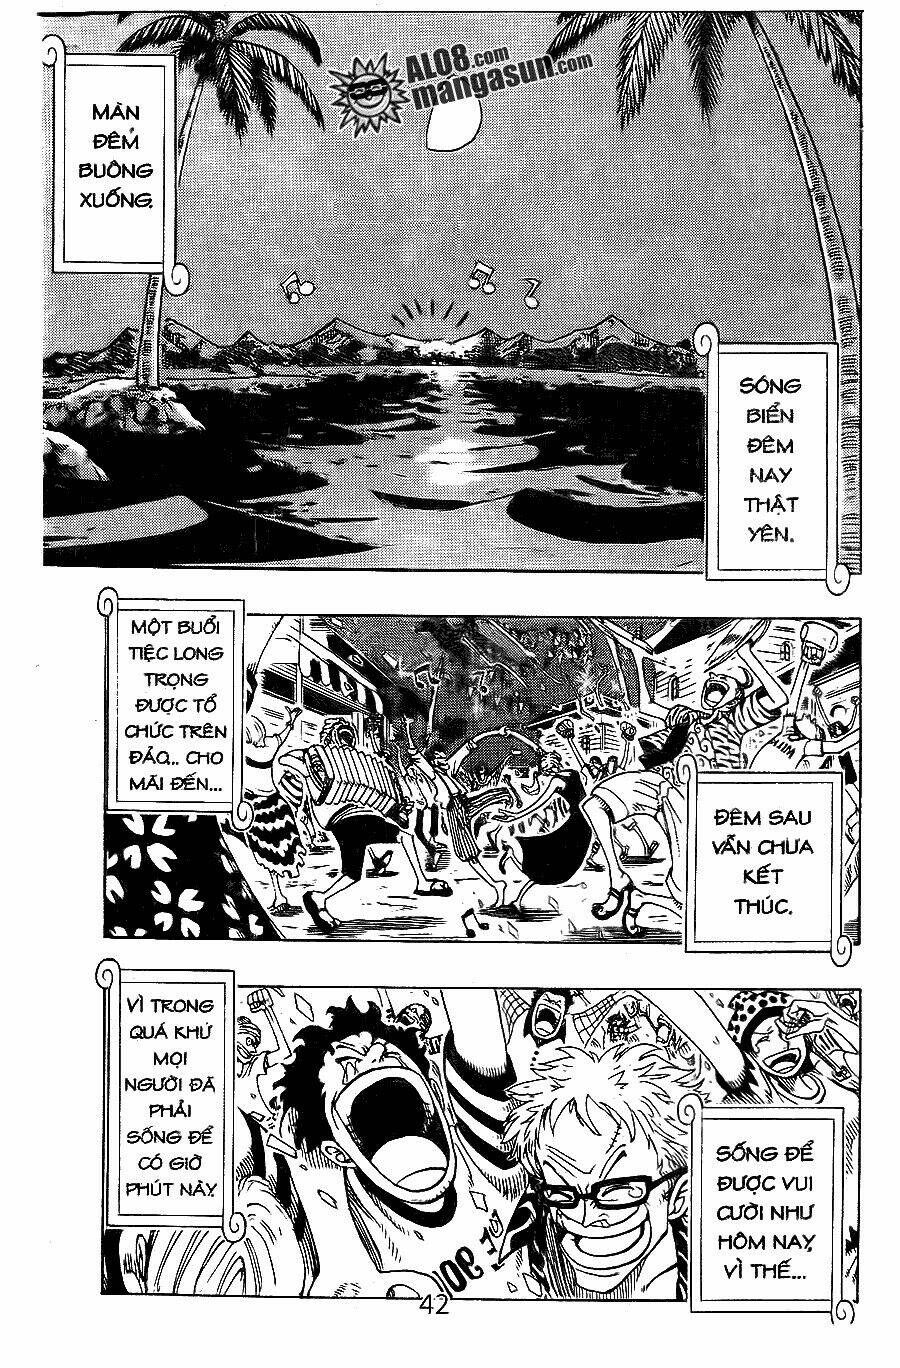 AL08.com
mangasun.com
MÀN
ĐÊM
BUÔNG
XUỐNG.
SÓNG
BIỂN
ĐÊM
NAY
THẬT
YÊN.
MỘT BUỔI
TIỆC LONG
TRỌNG
ĐƯỢC TỔ
CHỨC TRÊN
ĐẢO... CHO
MÃI ĐẾN...
ĐÊM SAU
VẪN CHƯA
KẾT
THÚC.
VÌ TRONG
QUÁ KHỨ
MỌI
NGƯỜI ĐÃ
PHẢI
SỐNG ĐỂ
CÓ GIỜ
PHÚT NÀY.
SỐNG ĐỂ
ĐƯỢC VUI
CƯỜI NHƯ
HÔM NAY,
VÌ THẾ...
42